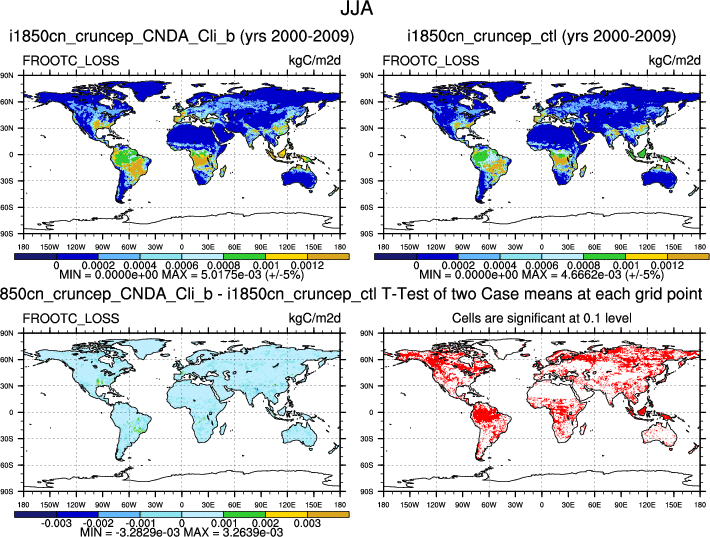 JJA
i1850cn_cruncep_CNDA_Cli_b (yrs 2000-2009)
FROOTC_LOSS kgC/m2d
90N
60N
30N
0
30S
60S
90S
180 150W 120W 90W 60W 30W 0 30E 60E 90E 120E 150E 180
0 0.0002 0.0004 0.0006 0.0008 0.001 0.0012
MIN = 0.0000e+00 MAX = 5.0175e-03 (+/-5%)
i1850cn_cruncep_ctl (yrs 2000-2009)
FROOTC_LOSS kgC/m2d
90N
60N
30N
0
30S
60S
90S
180 150W 120W 90W 60W 30W 0 30E 60E 90E 120E 150E 180
0 0.0002 0.0004 0.0006 0.0008 0.001 0.0012
MIN = 0.0000e+00 MAX = 4.6662e-03 (+/-5%)
850cn_cruncep_CNDA_Cli_b - i1850cn_cruncep_ctl
FROOTC_LOSS kgC/m2d
90N
60N
30N
0
30S
60S
90S
180 150W 120W 90W 60W 30W 0 30E 60E 90E 120E 150E 180
-0.003 -0.002 -0.001 0 0.001 0.002 0.003
MIN = -3.2829e-03 MAX = 3.2639e-03
T-Test of two Case means at each grid point
Cells are significant at 0.1 level
90N
60N
30N
0
30S
60S
90S
180 150W 120W 90W 60W 30W 0 30E 60E 90E 120E 150E 180